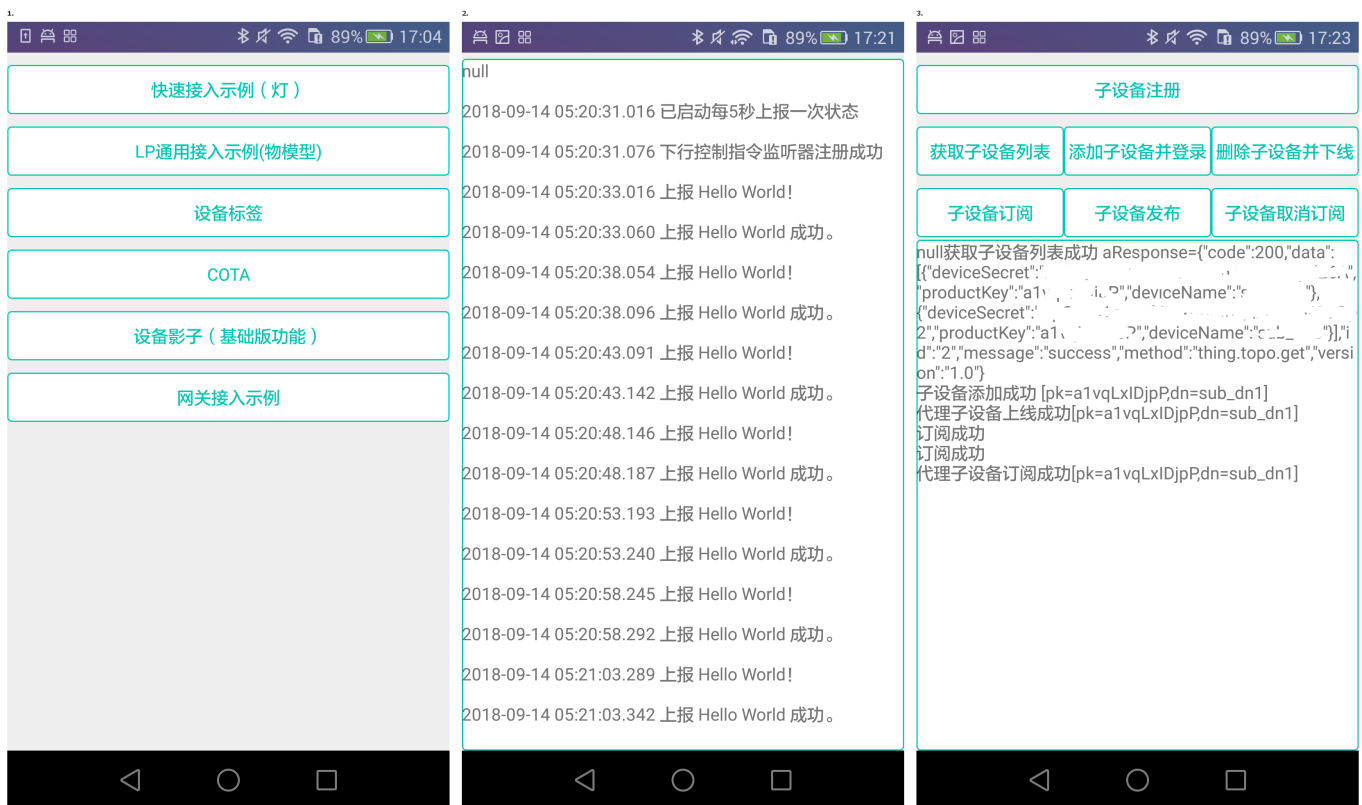 1.
89% 17:04
快速接入示例（灯）
LP通用接入示例(物模型)
设备标签
COTA
设备影子（基础版功能）
网关接入示例
2.
89% 17:21
null
2018-09-14 05:20:31.016 已启动每5秒上报一次状态
2018-09-14 05:20:31.076 下行控制指令监听器注册成功
2018-09-14 05:20:33.016 上报 Hello World！
2018-09-14 05:20:33.060 上报 Hello World 成功。
2018-09-14 05:20:38.054 上报 Hello World！
2018-09-14 05:20:38.096 上报 Hello World 成功。
2018-09-14 05:20:43.091 上报 Hello World！
2018-09-14 05:20:43.142 上报 Hello World 成功。
2018-09-14 05:20:48.146 上报 Hello World！
2018-09-14 05:20:48.187 上报 Hello World 成功。
2018-09-14 05:20:53.193 上报 Hello World！
2018-09-14 05:20:53.240 上报 Hello World 成功。
2018-09-14 05:20:58.245 上报 Hello World！
2018-09-14 05:20:58.292 上报 Hello World 成功。
2018-09-14 05:21:03.289 上报 Hello World！
2018-09-14 05:21:03.342 上报 Hello World 成功。
3.
89% 17:23
子设备注册
获取子设备列表 添加子设备并登录 删除子设备并下线
子设备订阅 子设备发布 子设备取消订阅
null获取子设备列表成功 aResponse={"code":200,"data":
[{"deviceSecret":"
"productKey":"a1 "deviceName":"
{"deviceSecret":"
2","productKey":"a1 P","deviceName":" "}],"i
d":"2","message":"success","method":"thing.topo.get","versi
on":"1.0"}
子设备添加成功 [pk=a1vqLxIDjpP,dn=sub_dn1]
代理子设备上线成功[pk=a1vqLxIDjpP,dn=sub_dn1]
订阅成功
订阅成功
代理子设备订阅成功[pk=a1vqLxIDjpP,dn=sub_dn1]